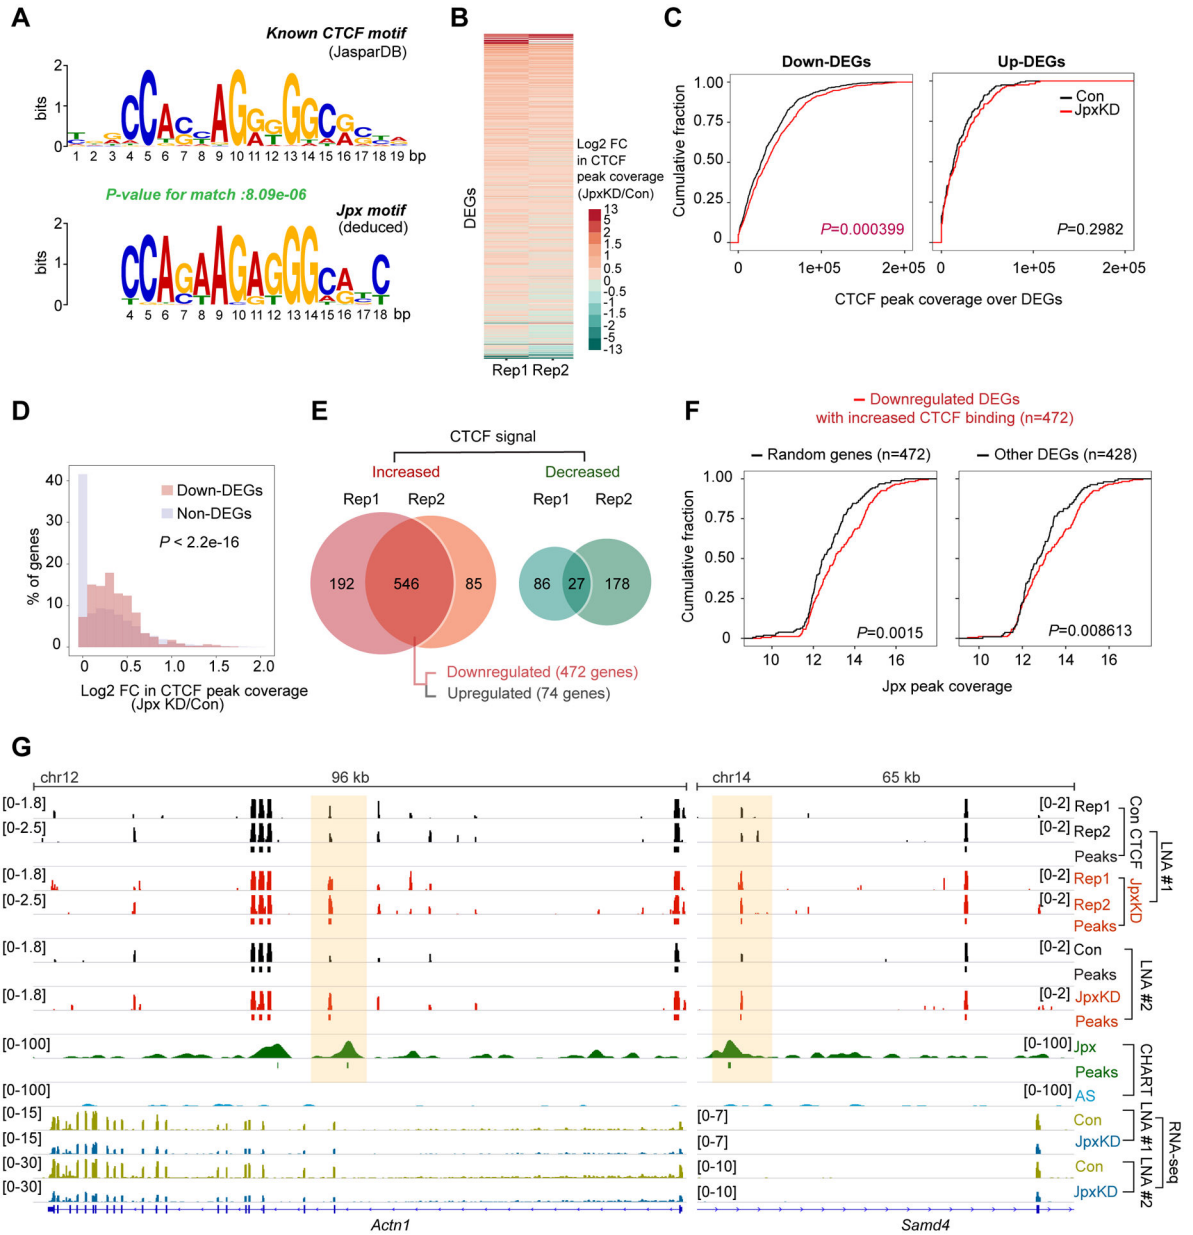 A
Known CTCF motif
(JasparDB)
2
1
0
bits
1 2 3 4 5 6 7 8 9 10 11 12 13 14 15 16 17 18 19 bp
P-value for match :8.09e-06
Jpx motif
(deduced)
2
1
0
bits
4 5 6 7 8 9 10 11 12 13 14 15 16 17 18 bp
B
DEGs
Rep1 Rep2
Log2 FC
in CTCF
peak coverage
(JpxKD/Con)
13
5
2
1.5
1
0.5
0
-0.5
-1
-1.5
-2
-5
-13
C
Down-DEGs
Up-DEGs
Cumulative fraction
1.00
0.75
0.50
0.25
0
Con
JpxKD
P=0.000399
P=0.2982
0 1e+05 2e+05
0 1e+05 2e+05
CTCF peak coverage over DEGs
D
% of genes
40
30
20
10
0
Down-DEGs
Non-DEGs
P < 2.2e-16
0 0.5 1.0 1.5 2.0
Log2 FC in CTCF peak coverage
(Jpx KD/Con)
E
CTCF signal
Increased
Decreased
Rep1 Rep2
Rep1 Rep2
192 546 85
86 27 178
Downregulated (472 genes)
Upregulated (74 genes)
F
Downregulated DEGs
with increased CTCF binding (n=472)
Random genes (n=472)
Other DEGs (n=428)
Cumulative fraction
1.00
0.75
0.50
0.25
0
P=0.0015
P=0.008613
10 12 14 16
10 12 14 16
Jpx peak coverage
G
chr12 96 kb
chr14 65 kb
[0-1.8] [0-2] Rep1
[0-2.5] [0-2] Rep2
Peaks
Con CTCF
[0-1.8] [0-2] Rep1
[0-2.5] [0-2] Rep2
Peaks
JpxKD
LNA #1
[0-1.8] Con
Peaks
[0-1.8] [0-2] JpxKD
Peaks
LNA #2
[0-100] [0-100] Jpx
Peaks
[0-100] [0-100] AS
CHART
[0-15] [0-7] Con
[0-15] [0-7] JpxKD
LNA #1
[0-30] [0-10] Con
[0-30] [0-10] JpxKD
LNA #2
RNA-seq
Actn1
Samd4